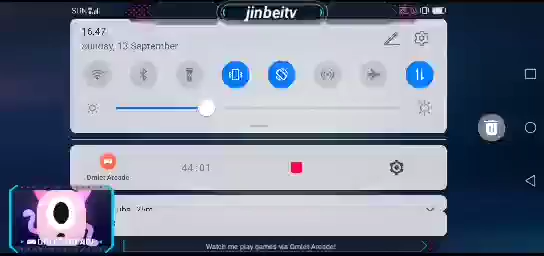 jinbeitv
16.47
Sunday, 13 September
Omlet Arcade
44:01
Watch me play games via Omlet Arcade!